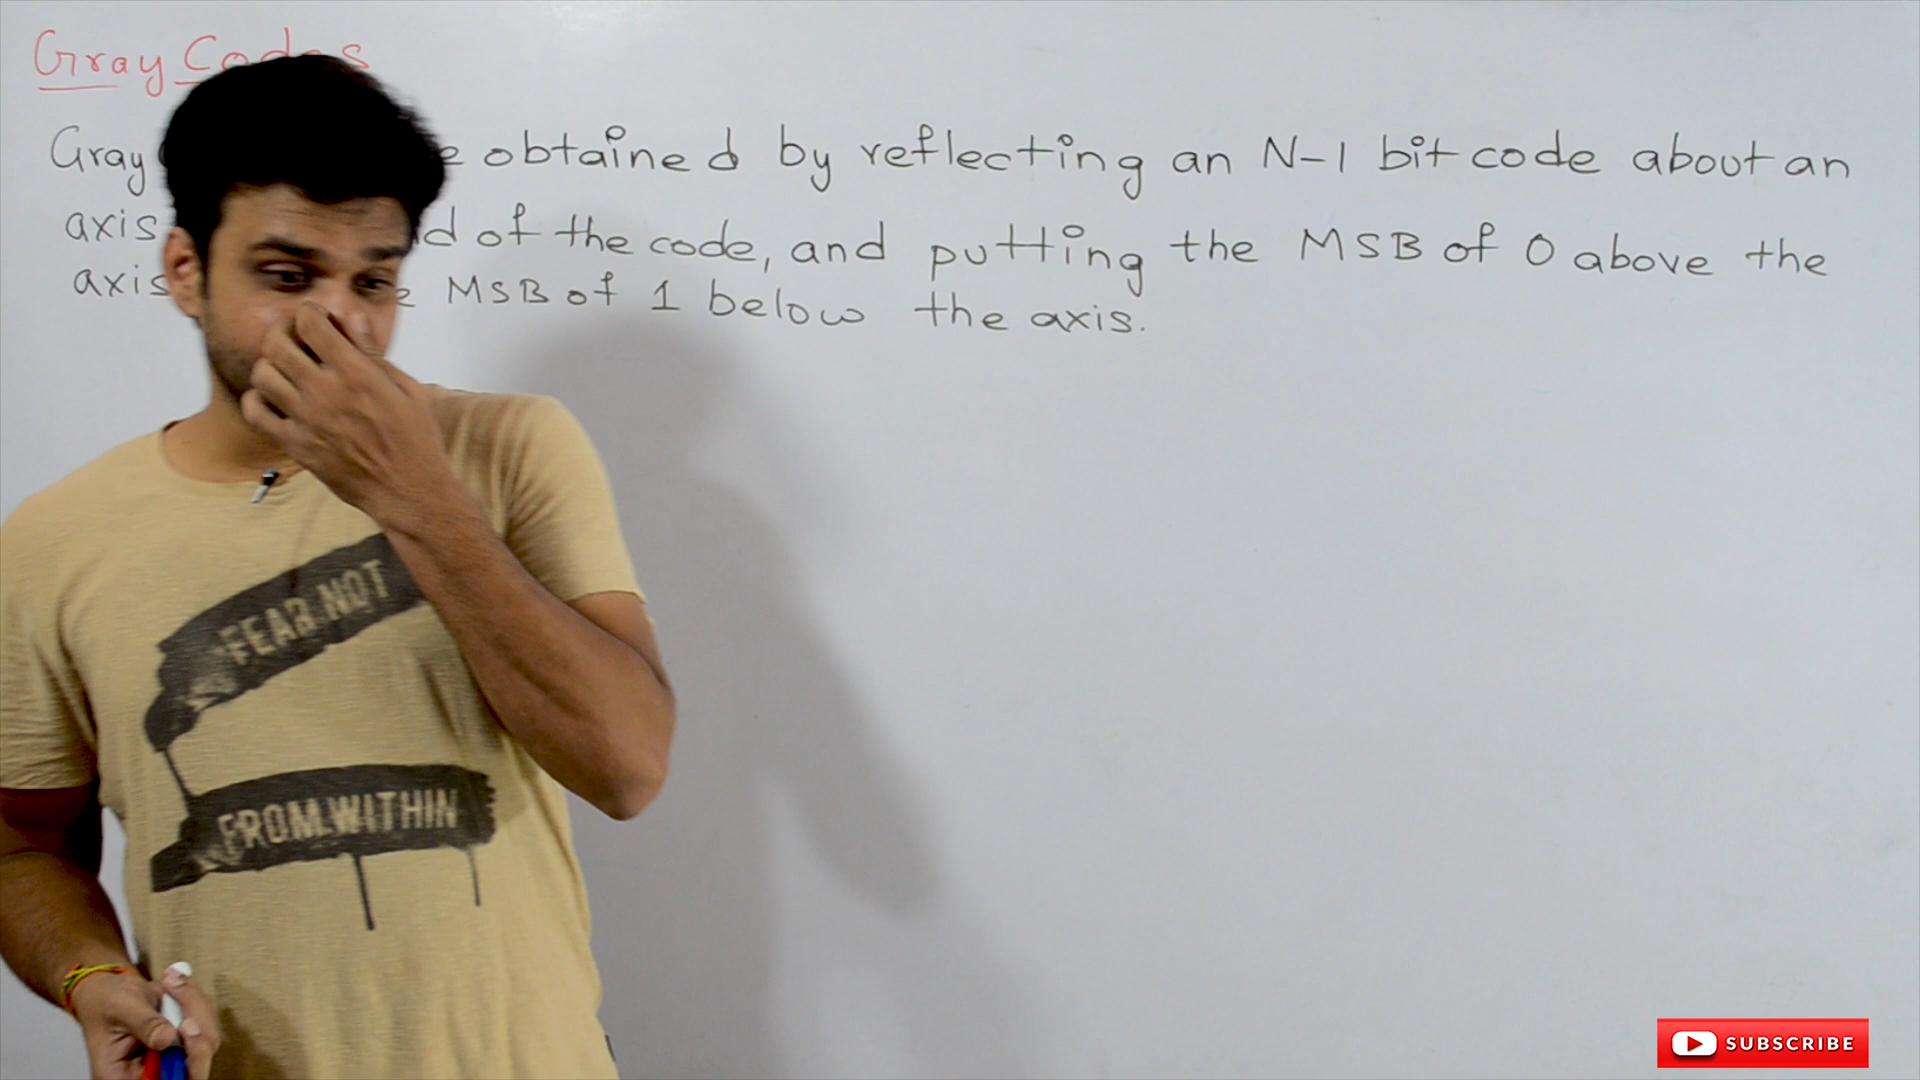 Gray Codes
Gray obtained by reflecting an N-1 bit code about an
axis of the code, and putting the MSB of 0 above the
axis MSB of 1 below the axis.
FEAR NOT
FROM WITHIN
SUBSCRIBE